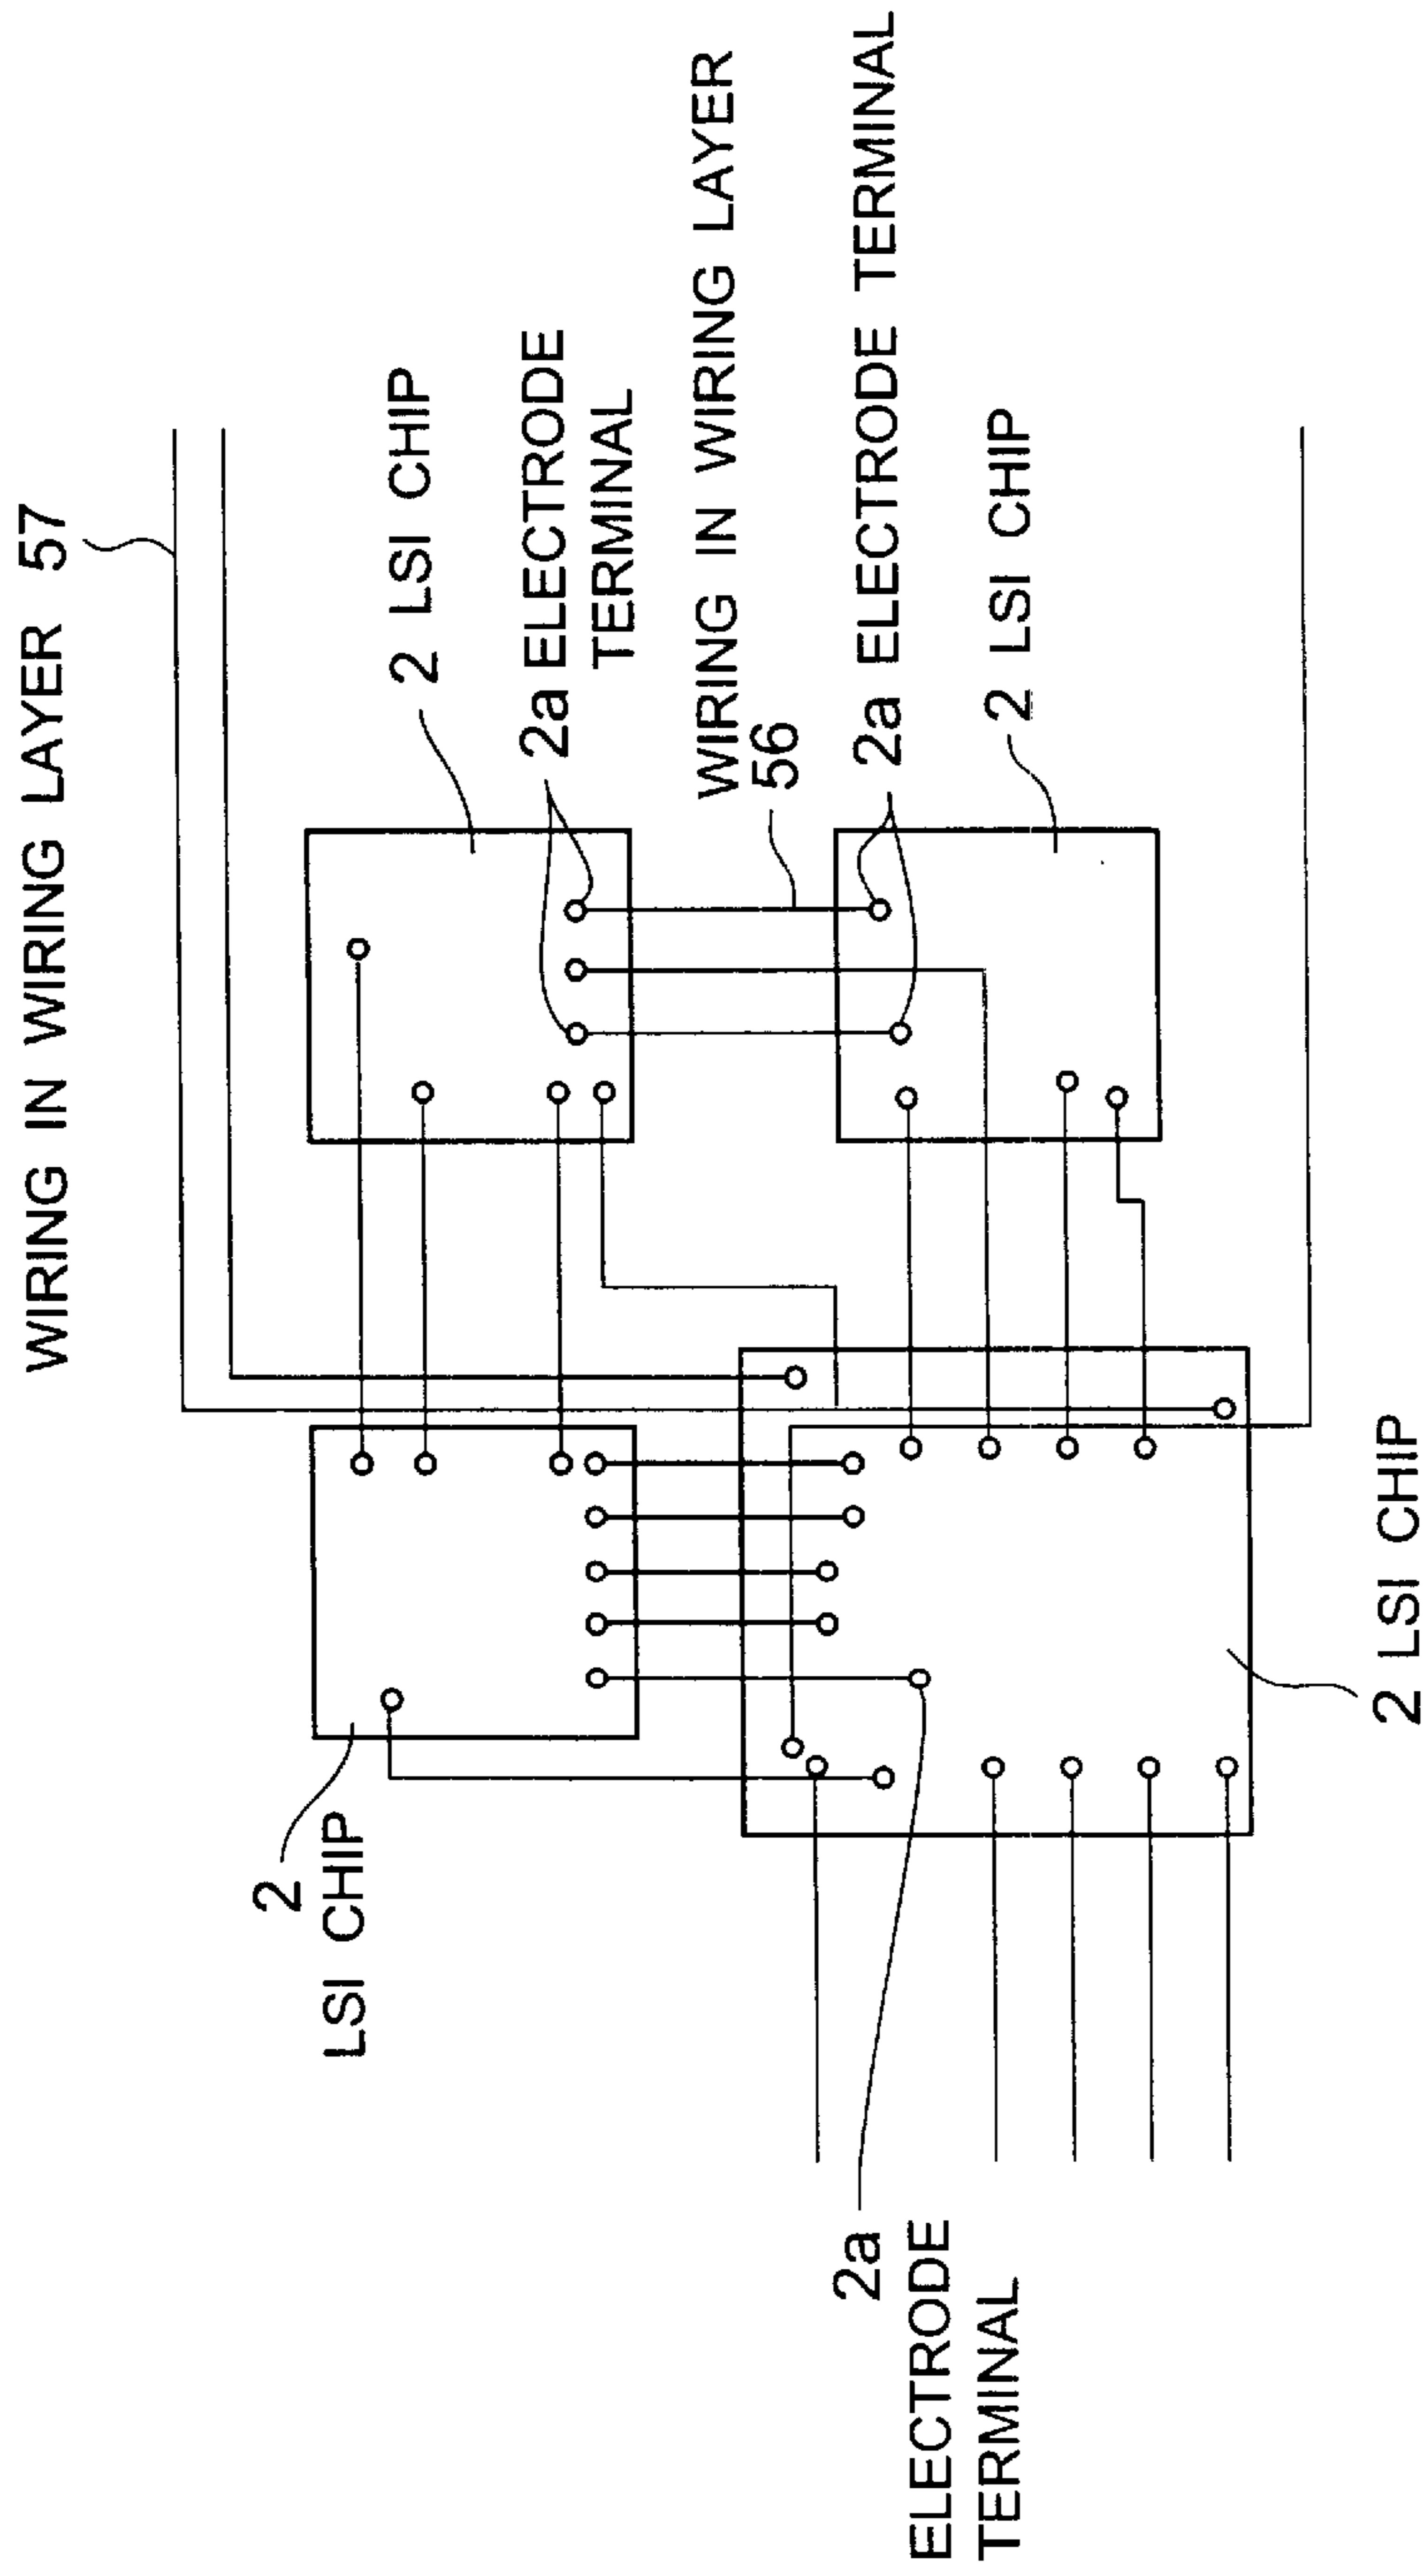 WIRING IN WIRING LAYER 57
2 LSI CHIP
2a ELECTRODE
TERMINAL
WIRING IN WIRING LAYER
56
2a ELECTRODE TERMINAL
2 LSI CHIP
2
LSI CHIP
2a
ELECTRODE
TERMINAL
2 LSI CHIP